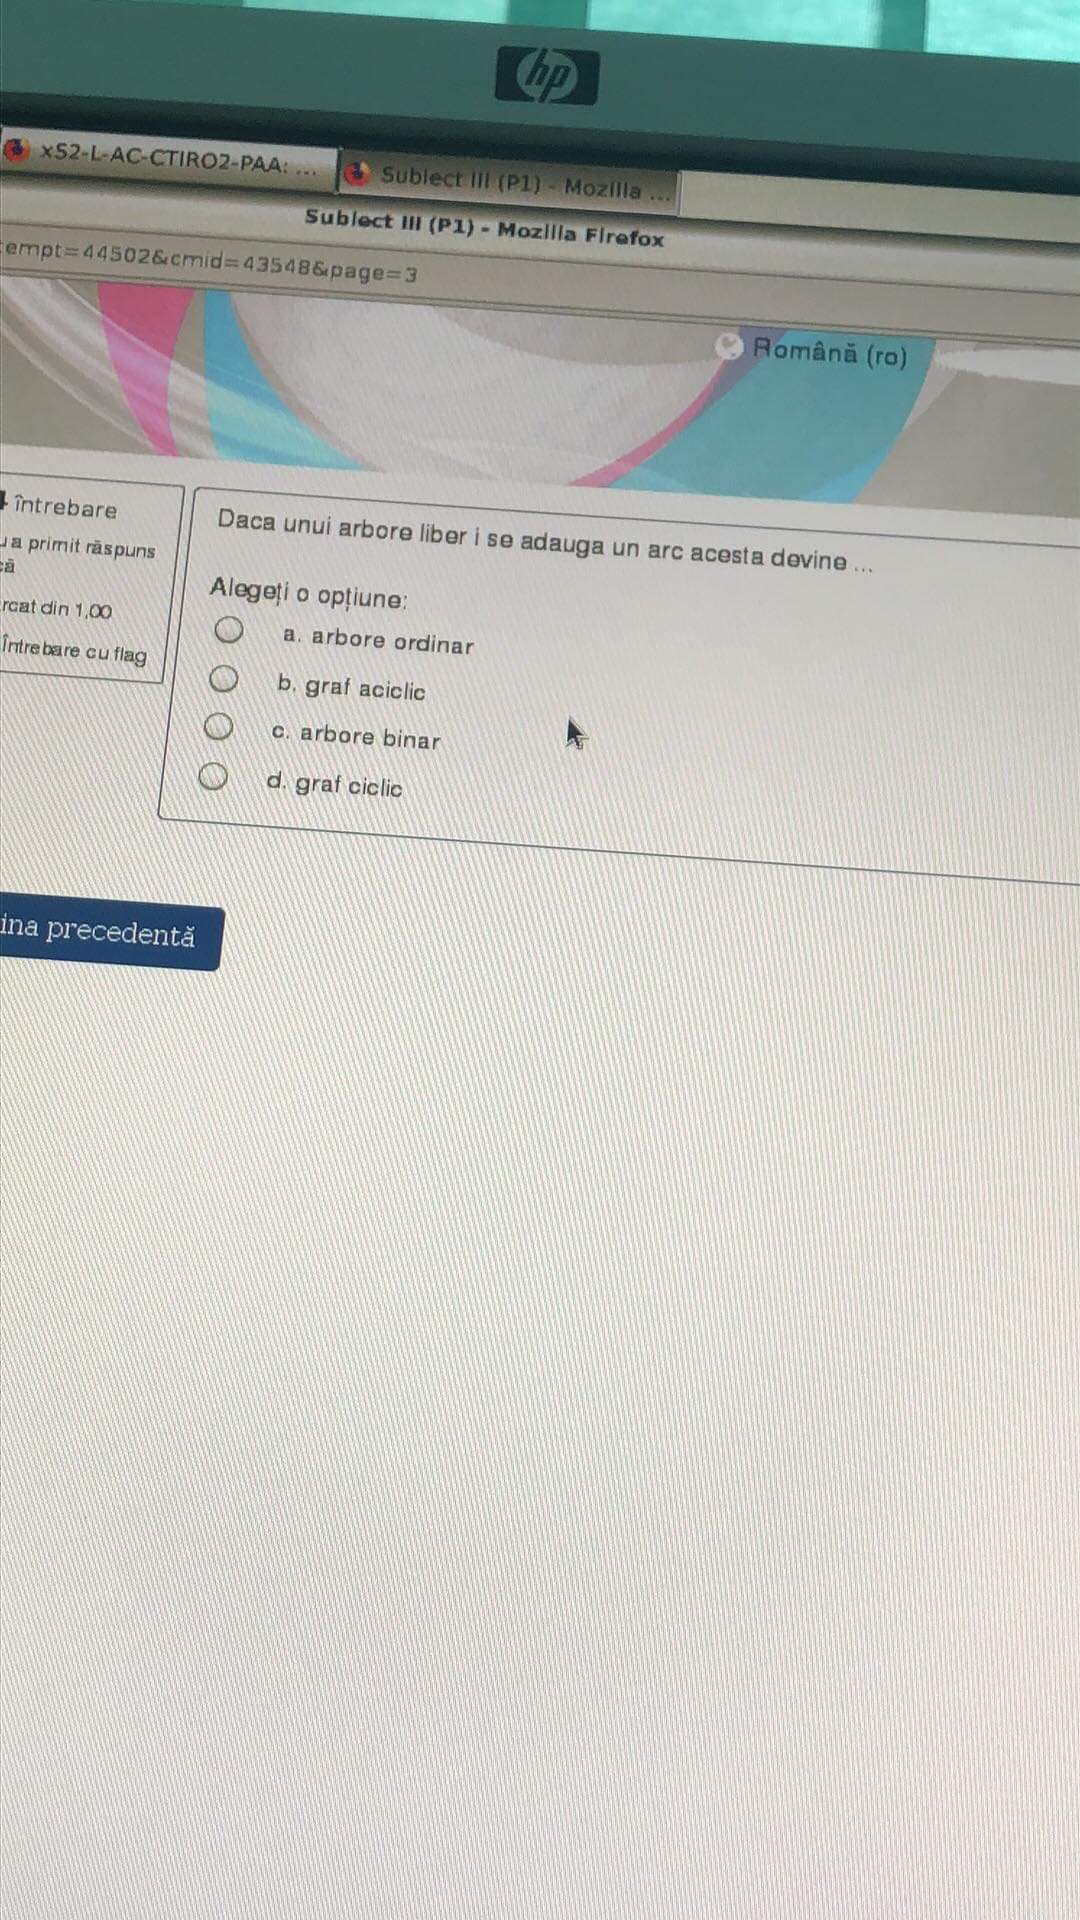 hp
x52-L-AC-CTIRO2-PAA: ...
Subiect III (P1) - Mozilla ...
Subiect III (P1) - Mozilla Firefox
empt=44502&cmid=43548&page=3
Română (ro)
întrebare
a primit răspuns
că
rcat din 1,00
Întrebare cu flag
Daca unui arbore liber i se adauga un arc acesta devine ...
Alegeți o opțiune:
a. arbore ordinar
b. graf aciclic
c. arbore binar
d. graf ciclic
ina precedentă